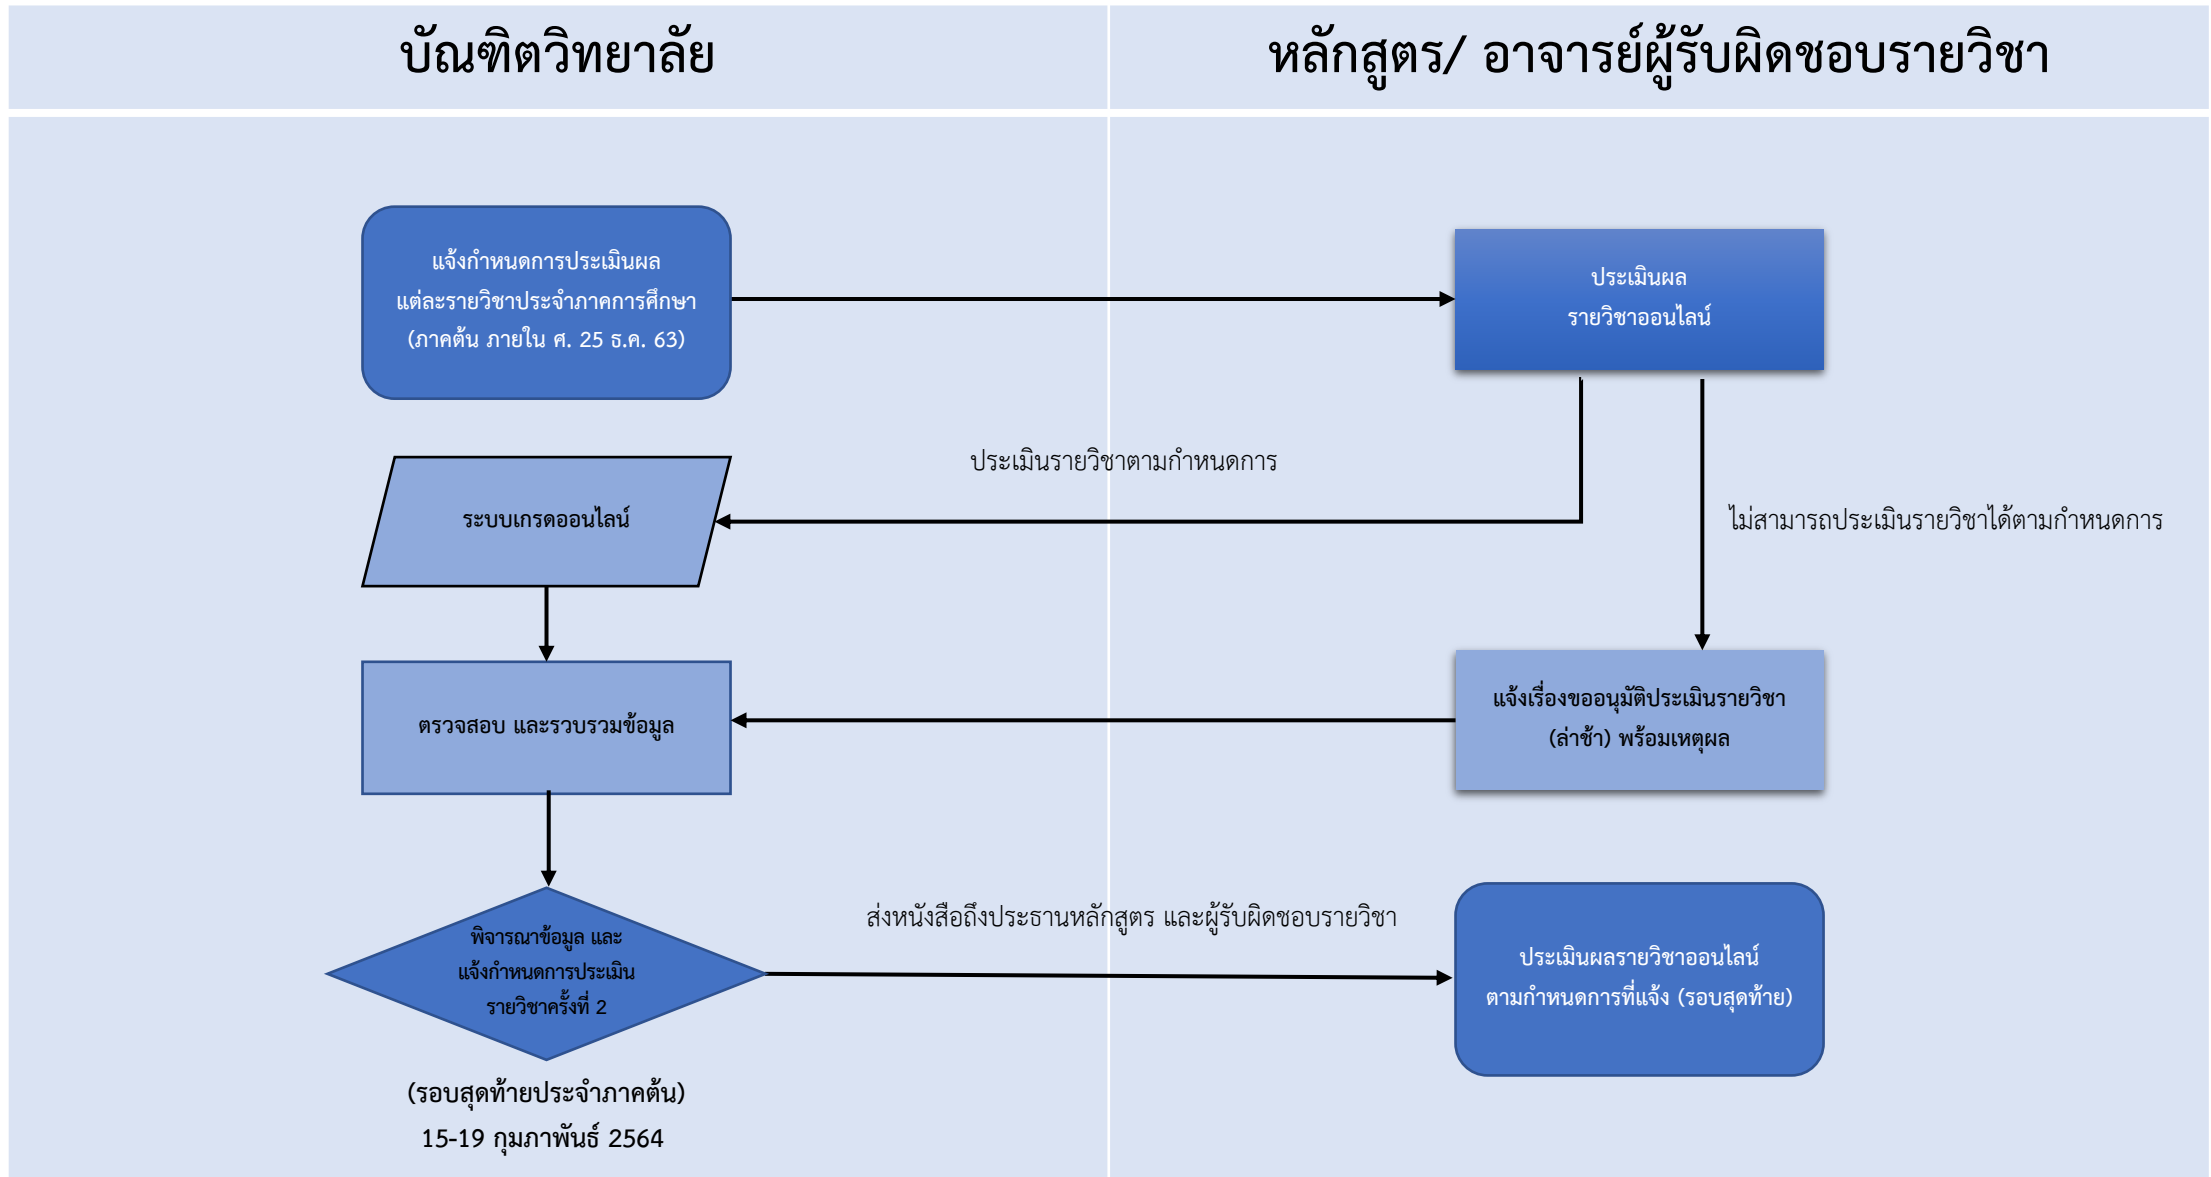 บัณฑิตวิทยาลัย
หลักสูตร/ อาจารย์ผู้รับผิดชอบรายวิชา
แจ้งกำหนดการประเมินผล
แต่ละรายวิชาประจำภาคการศึกษา
(ภาคต้น ภายใน ศ. 25 ธ.ค. 63)
ประเมินผล
รายวิชาออนไลน์
ประเมินรายวิชาตามกำหนดการ
ระบบเกรดออนไลน์
ไม่สามารถประเมินรายวิชาได้ตามกำหนดการ
ตรวจสอบ และรวบรวมข้อมูล
แจ้งเรื่องขออนุมัติประเมินรายวิชา
(ล่าช้า) พร้อมเหตุผล
พิจารณาข้อมูล และ
แจ้งกำหนดการประเมิน
รายวิชาครั้งที่ 2
ส่งหนังสือถึงประธานหลักสูตร และผู้รับผิดชอบรายวิชา
ประเมินผลรายวิชาออนไลน์
ตามกำหนดการที่แจ้ง (รอบสุดท้าย)
(รอบสุดท้ายประจำภาคต้น)
15-19 กุมภาพันธ์ 2564